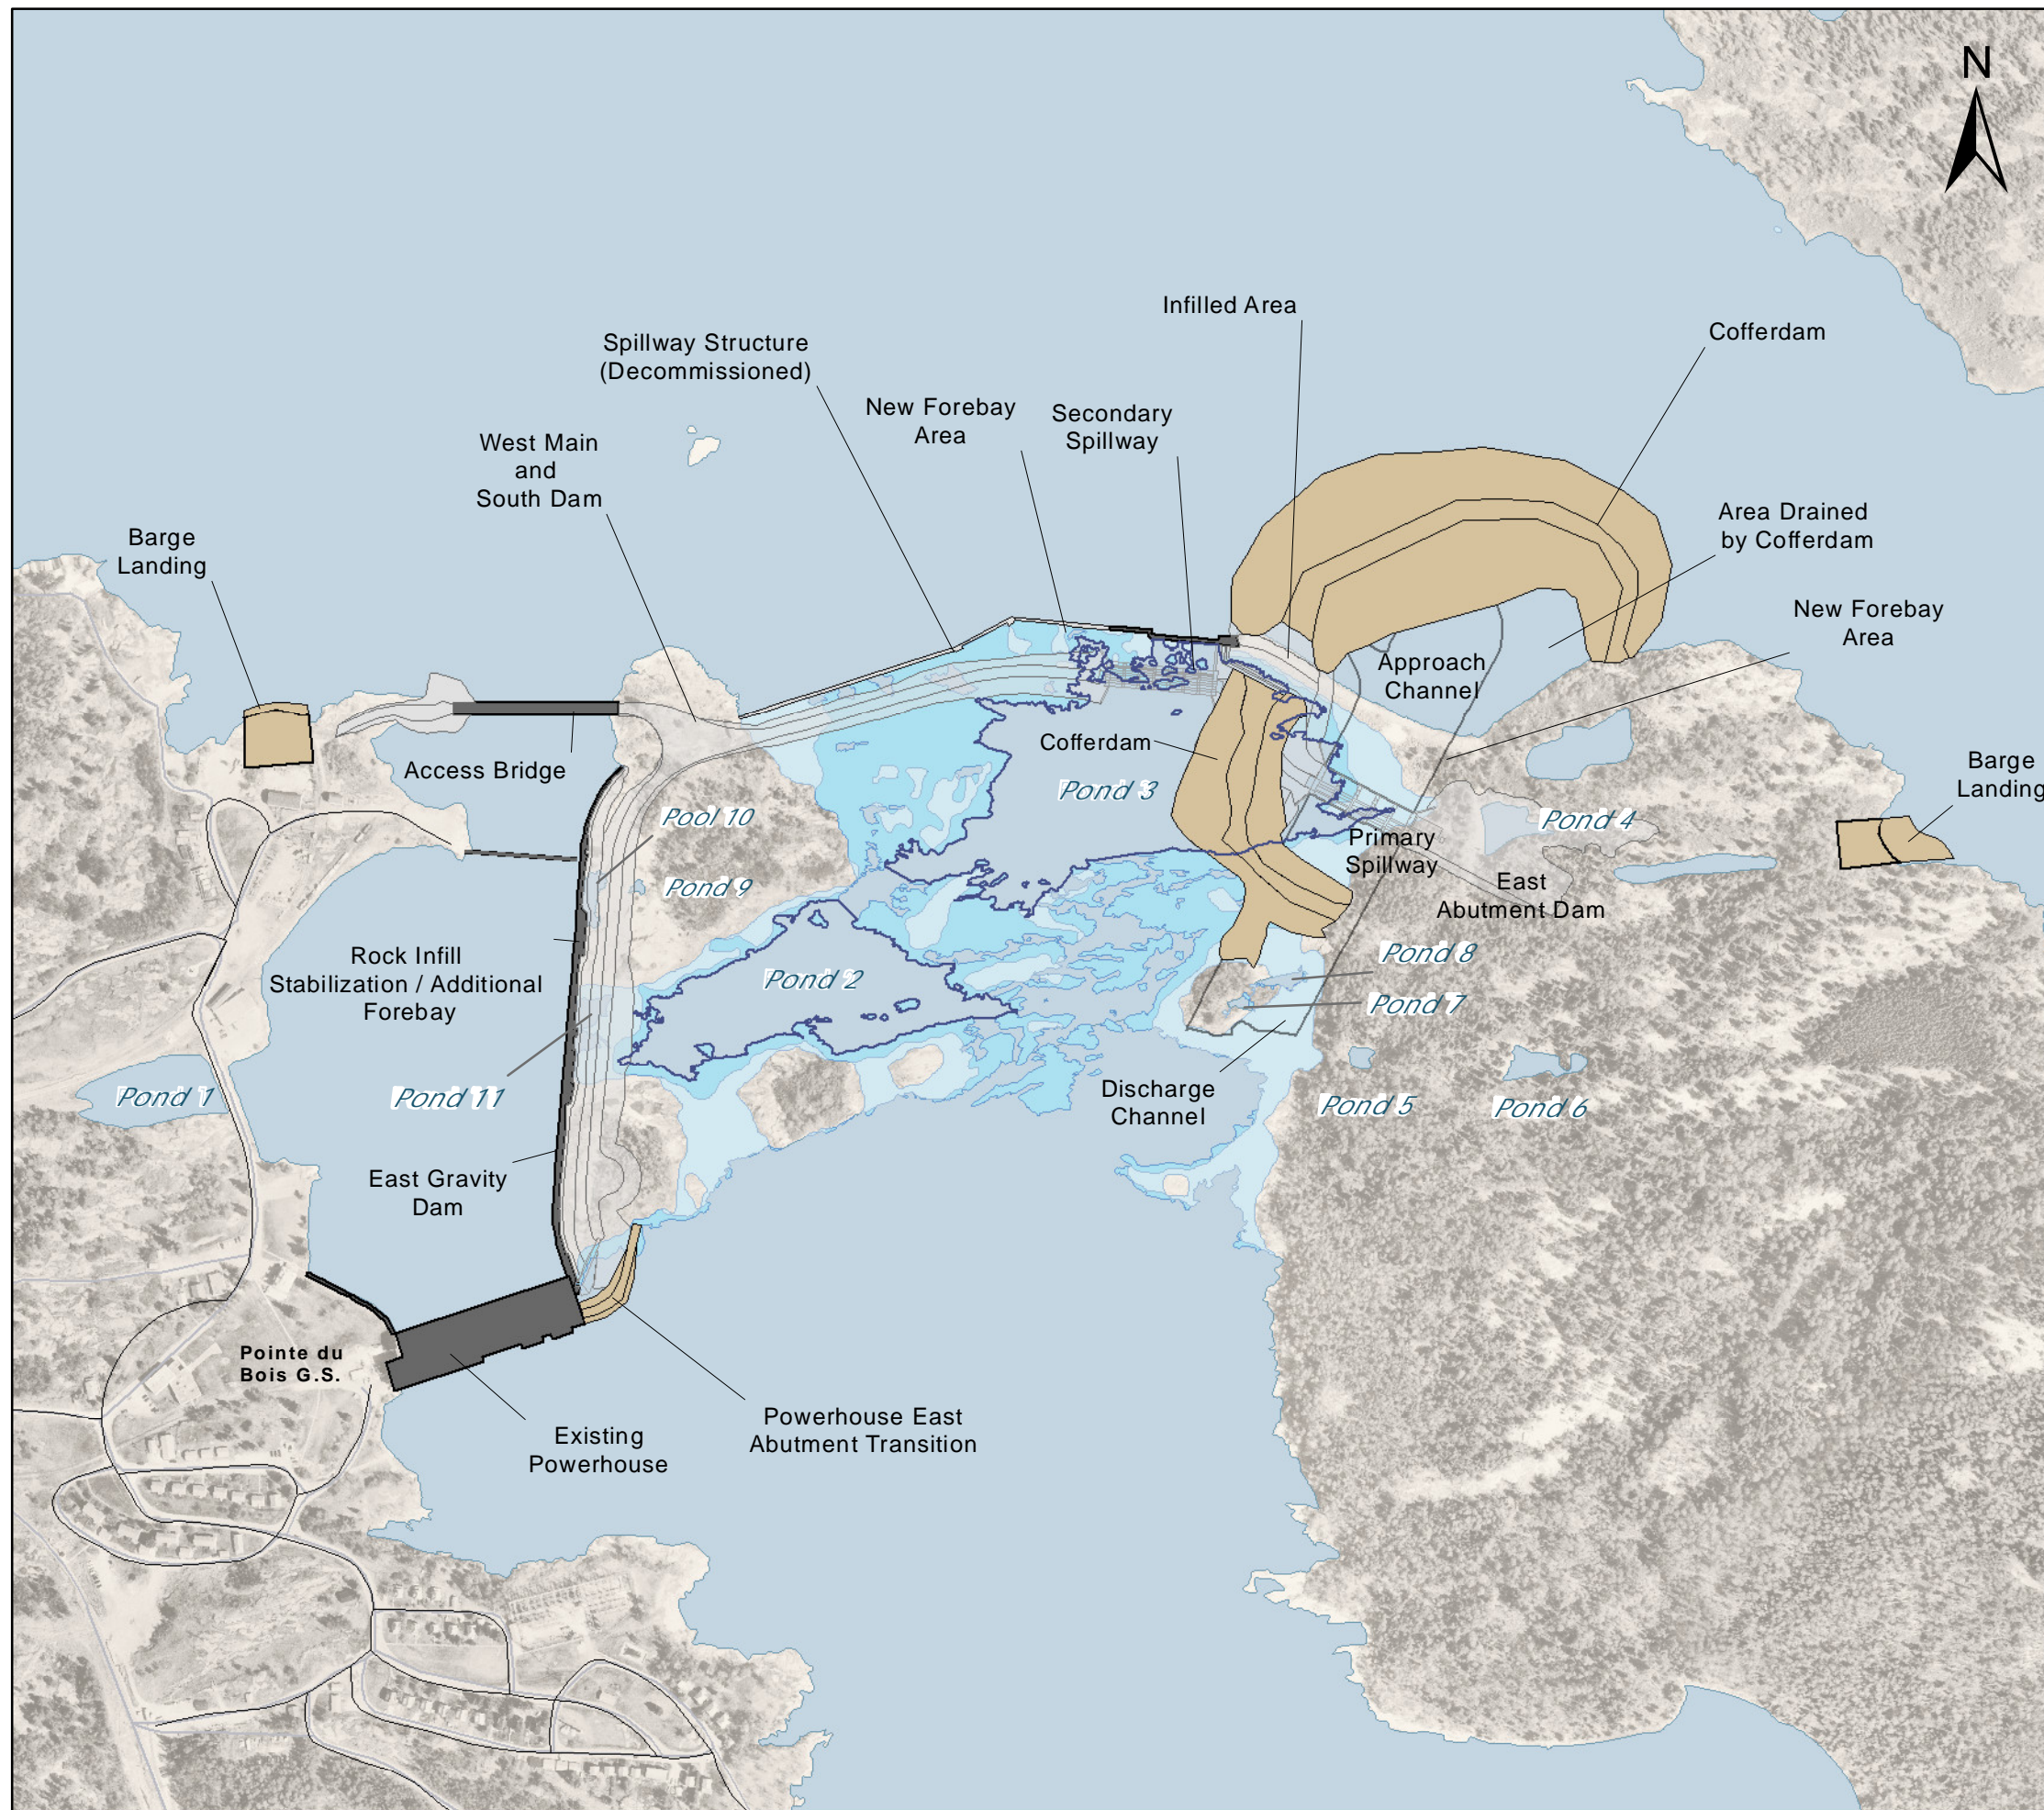 N
Infilled Area
Cofferdam
Spillway Structure
(Decommissioned)
New Forebay
Area
Secondary
Spillway
West Main
and
South Dam
Area Drained
by Cofferdam
Barge
Landing
New Forebay
Area
Approach
Channel
Cofferdam
Access Bridge
Pond 3
Barge
Landing
Pool 10
Pond 4
Primary
Spillway
Pond 9
East
Abutment Dam
Rock Infill
Stabilization / Additional
Forebay
Pond 2
Pond 8
Pond 7
Pond 1
Pond 11
Discharge
Channel
Pond 5
Pond 6
East Gravity
Dam
Pointe du
Bois G.S.
Existing
Powerhouse
Powerhouse East
Abutment Transition